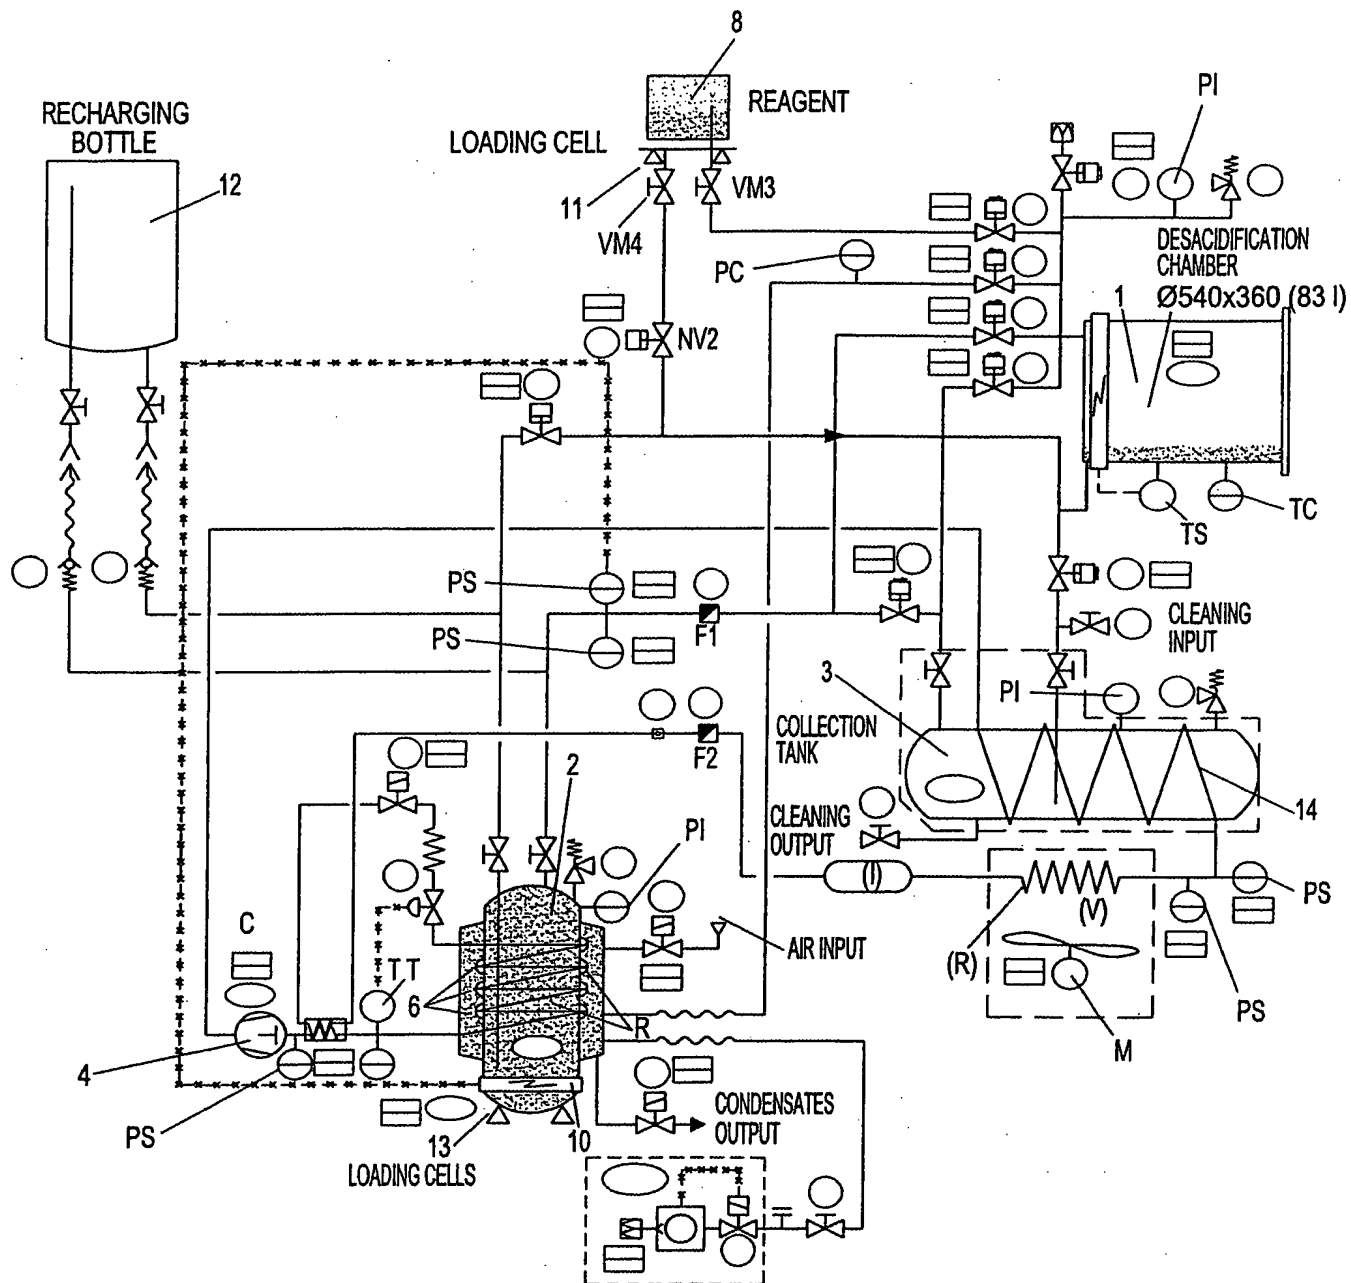 8
PI
RECHARGING
BOTTLE
REAGENT
LOADING CELL
12
11
VM3
VM4
DESACIDIFICATION
CHAMBER
PC
1
Ø540x360 (83 l)
NV2
TS
TC
PS
PS
F1
CLEANING
INPUT
3
PI
COLLECTION
TANK
F2
2
14
CLEANING
OUTPUT
PI
(I)
PS
C
(V)
AIR INPUT
(R)
TT
6
R
PS
M
4
CONDENSATES
OUTPUT
PS
13
10
LOADING CELLS